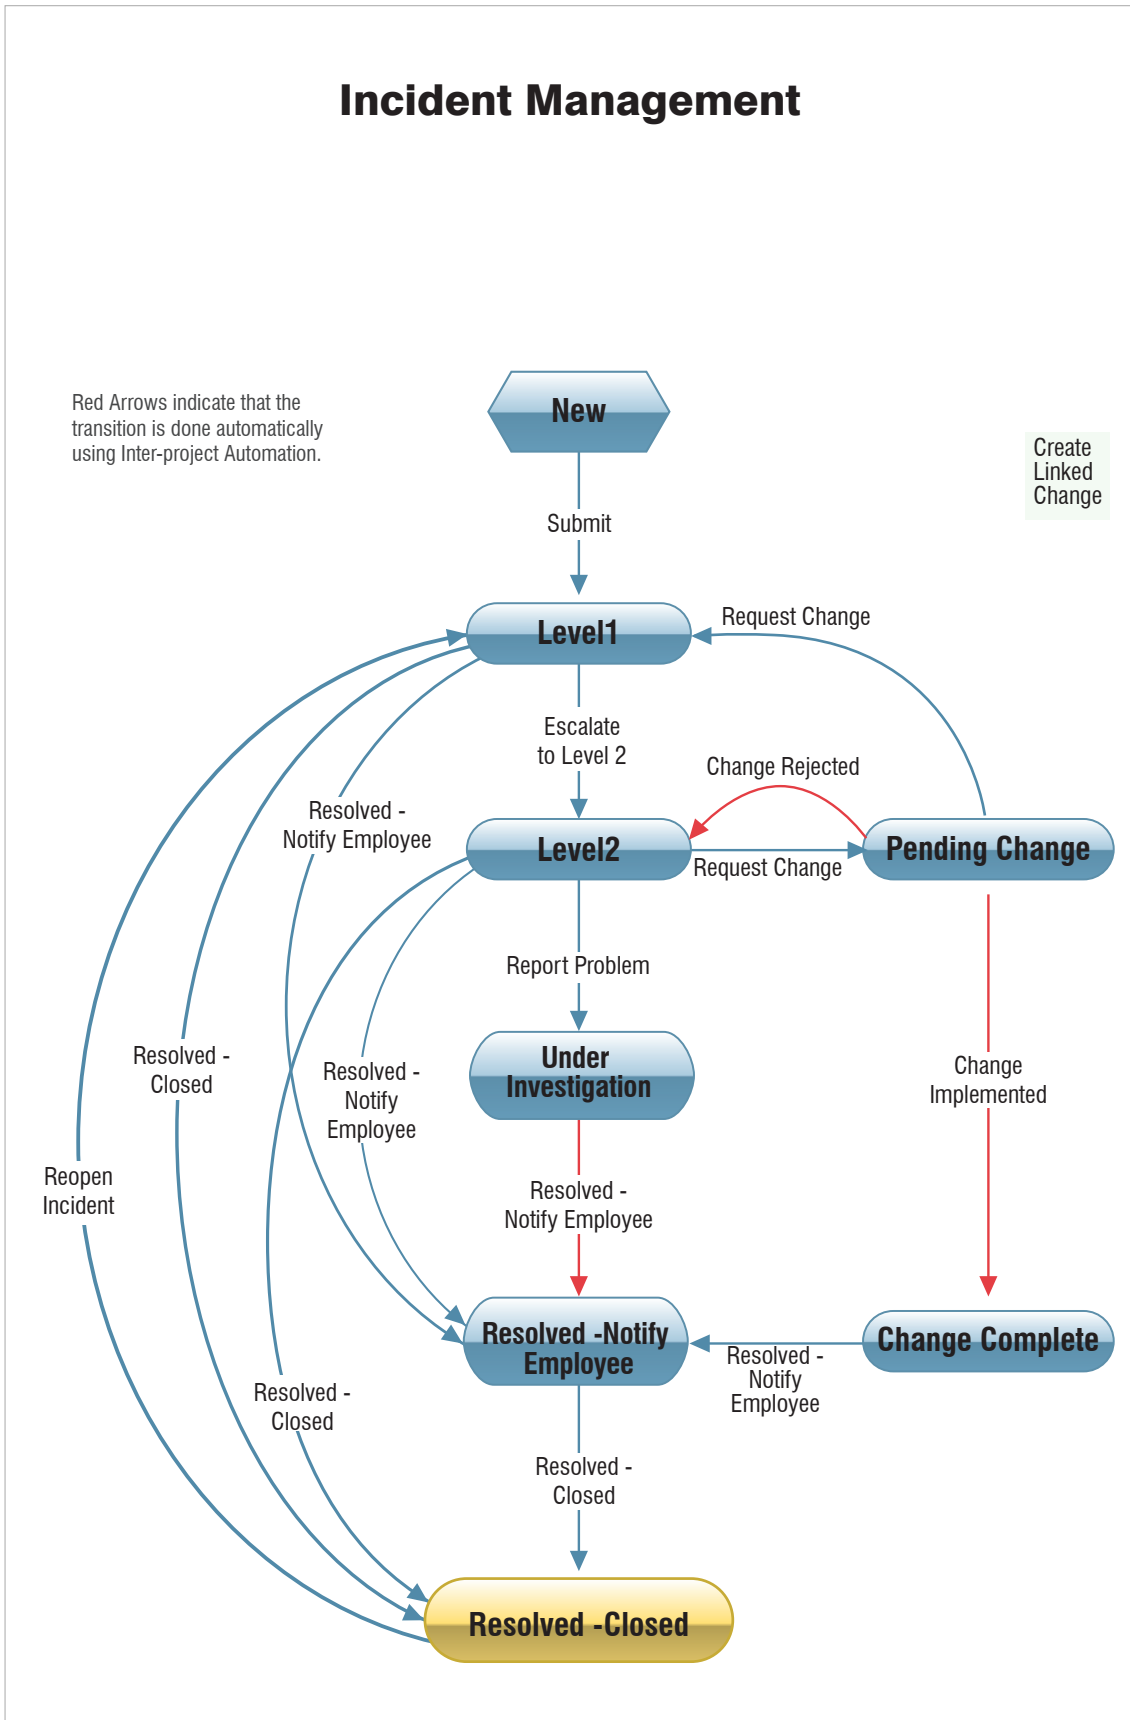 Incident Management
Red Arrows indicate that the
transition is done automatically
using Inter-project Automation.
New
Create
Linked
Change
Submit
Request Change
Level1
Escalate
to Level 2
Change Rejected
Resolved -
Notify Employee
Level2
Request Change
Pending Change
Report Problem
Resolved -
Closed
Resolved -
Notify
Employee
Under
Investigation
Change
Implemented
Reopen
Incident
Resolved -
Notify Employee
Resolved -Notify
Employee
Resolved -
Notify
Employee
Change Complete
Resolved -
Closed
Resolved -
Closed
Resolved -Closed